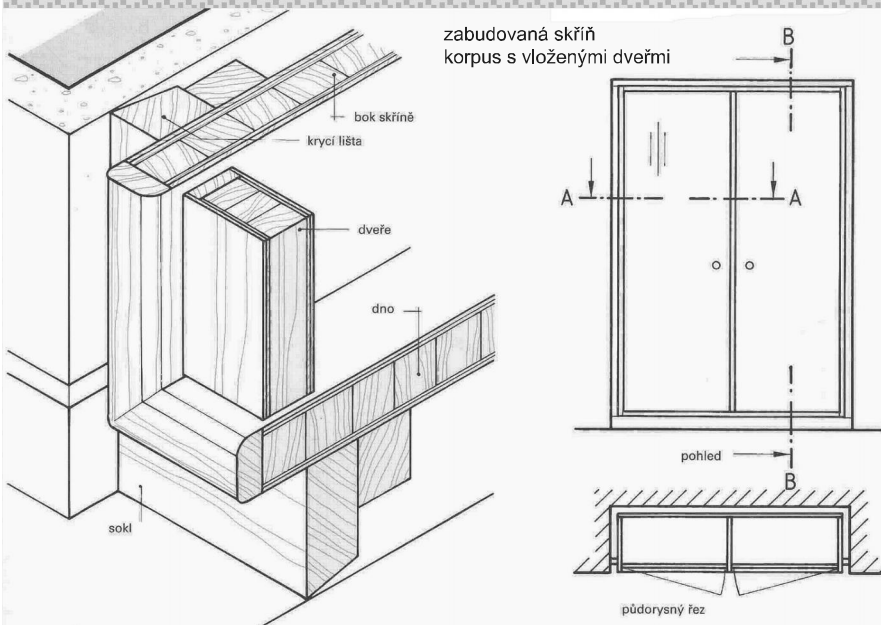 zabudovaná skříň
korpus s vloženými dveřmi
bok skříně
krycí lišta
dveře
dno
sokl
B
A
A
pohled
B
půdorysný řez